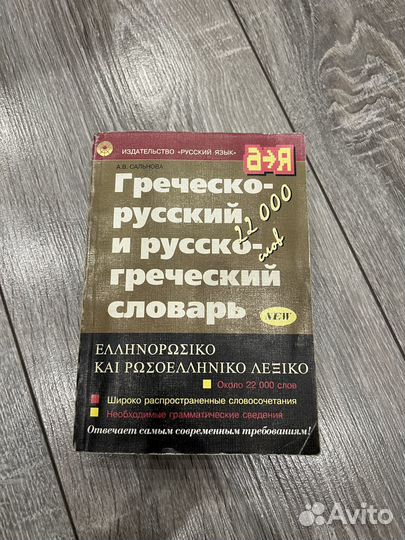 ИЗДАТЕЛЬСТВО «РУССКИЙ ЯЗЫК»
а→Я
А.В. САЛЬНОВА
Греческо-
русский
и русско-
греческий
словарь
22 000
слов
NEW
ΕΛΛΗΝΟΡΩΣΙΚΟ
ΚΑΙ ΡΩΣΟΕΛΛΗΝΙΚΟ ΛΕΞΙΚΟ
Около 22 000 слов
Широко распространенные словосочетания
Необходимые грамматические сведения
Отвечает самым современным требованиям!
Avito